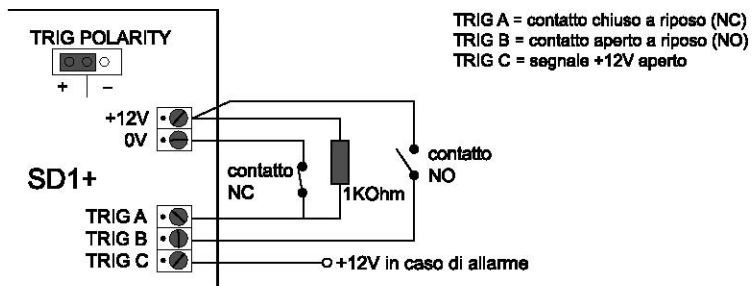 TRIG A = contatto chiuso a riposo (NC)
TRIG B = contatto aperto a riposo (NO)
TRIG C = segnale +12V aperto
TRIG POLARITY
+ −
+12V
0V
SD1+
contatto
NC
1KOhm
contatto
NO
TRIG A
TRIG B
TRIG C
+12V in caso di allarme